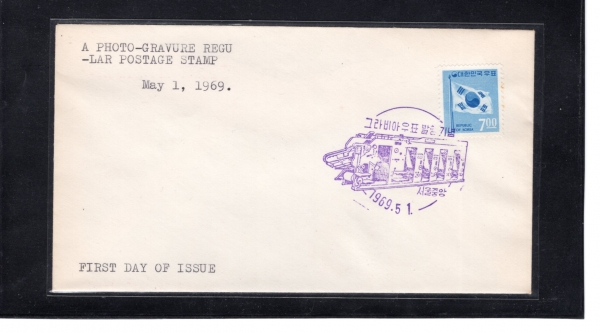 A PHOTO-GRAVURE REGU
-LAR POSTAGE STAMP
May 1, 1969.
대한민국우표
REPUBLIC
OF KOREA
7.00
그라비아우표 발행 기념
서울중앙
1969.5.1.
FIRST DAY OF ISSUE